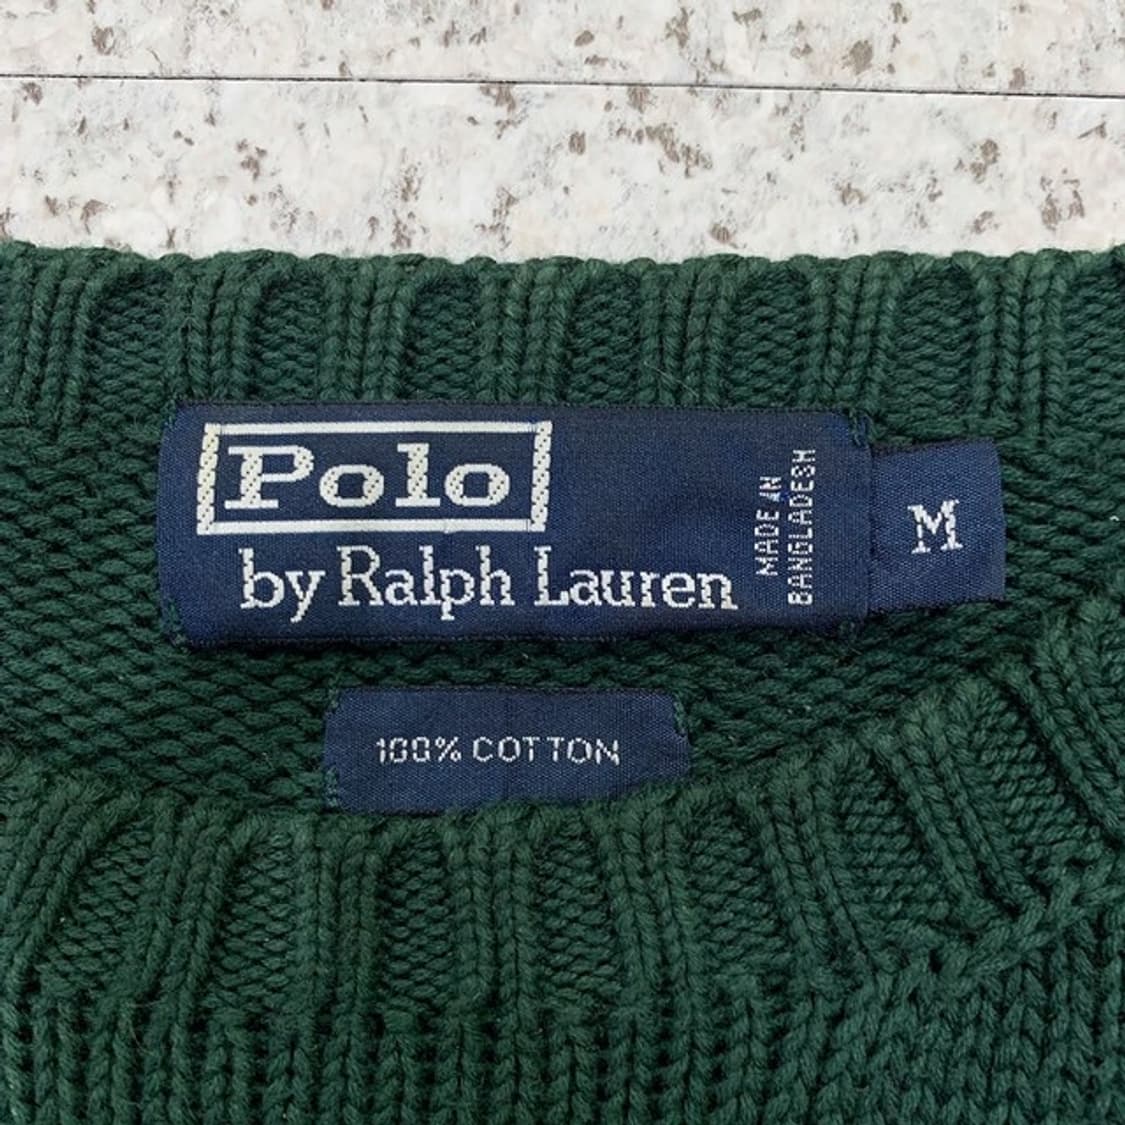 Polo
by Ralph Lauren
MADE IN
BANGLADESH
M
100% COTTON